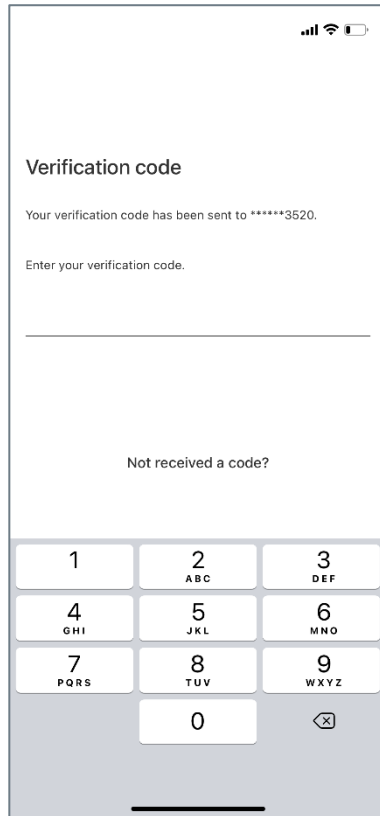 Verification code
Your verification code has been sent to ******3520.
Enter your verification code.
Not received a code?
1 2 3
ABC DEF
4 5 6
GHI JKL MNO
7 8 9
PQRS TUV WXYZ
0